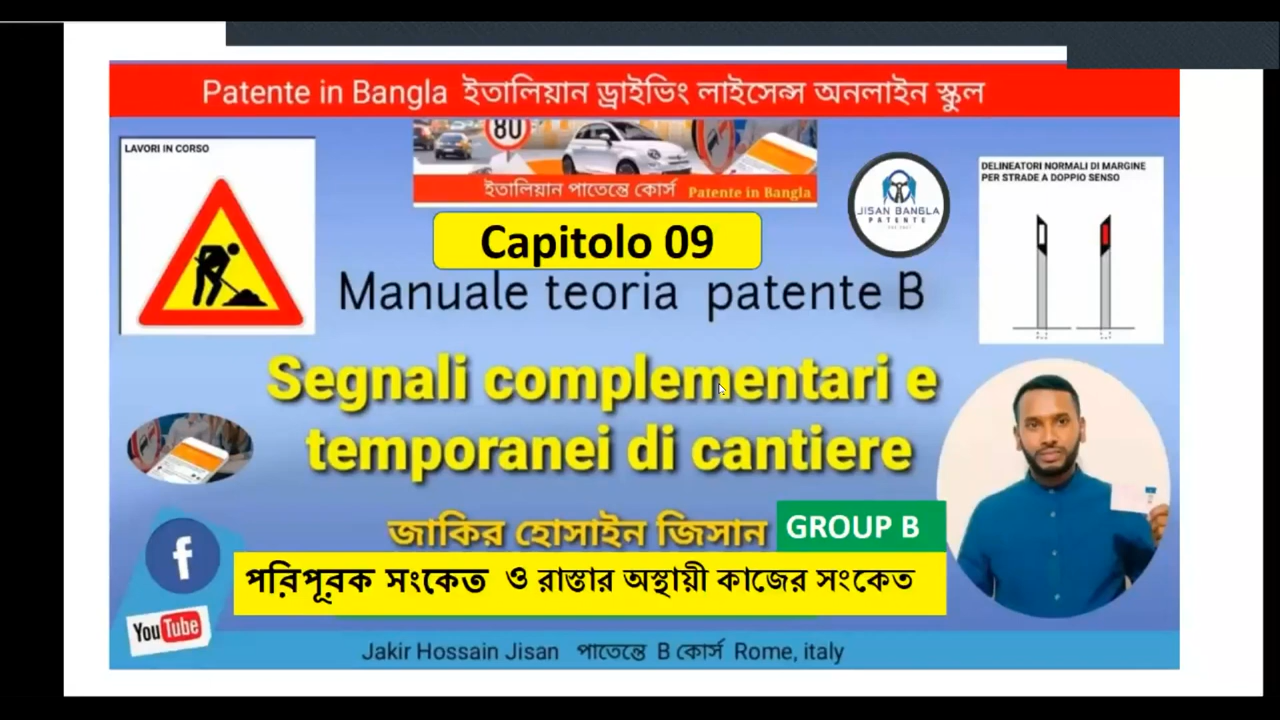 Patente in Bangla ইতালিয়ান ড্রাইভিং লাইসেন্স অনলাইন স্কুল
LAVORI IN CORSO
80
ইতালিয়ান পাতেন্তে কোর্স Patente in Bangla
JISAN BANGLA
PATENTE
DELINEATORI NORMALI DI MARGINE
PER STRADE A DOPPIO SENSO
Capitolo 09
Manuale teoria patente B
Segnali complementari e
temporanei di cantiere
জাকির হোসাইন জিসান
GROUP B
f
পরিপূরক সংকেত ও রাস্তার অস্থায়ী কাজের সংকেত
YouTube
Jakir Hossain Jisan পাতেন্তে B কোর্স Rome, italy